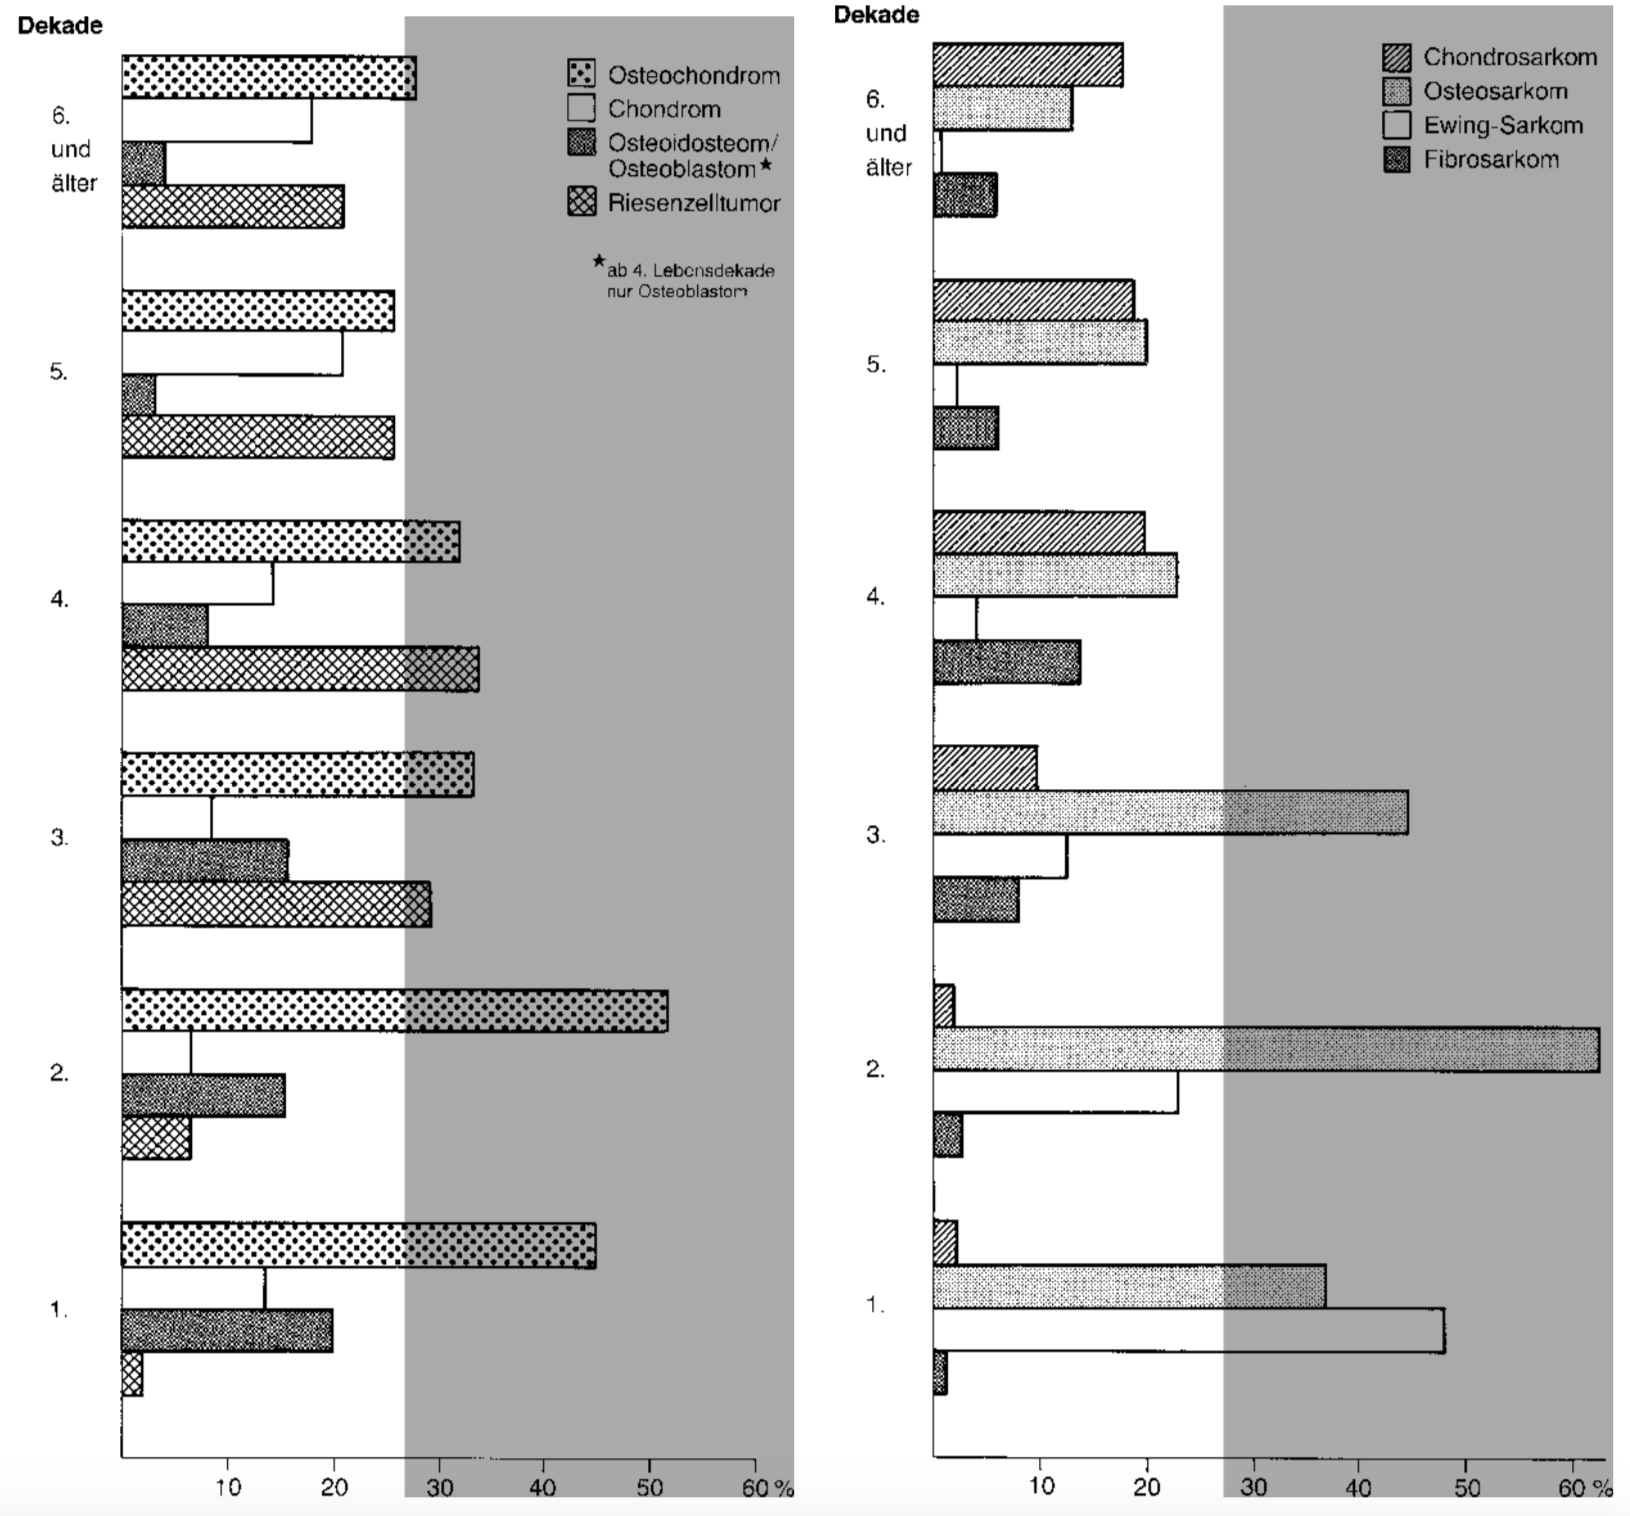 Dekade
Osteochondrom
Chondrom
Osteoidosteom/
Osteoblastom★
Riesenzelltumor
★ab 4. Lebensdekade
nur Osteoblastom
6.
und
älter
5.
4.
3.
2.
1.
10 20 30 40 50 60 %
Dekade
Chondrosarkom
Osteosarkom
Ewing-Sarkom
Fibrosarkom
6.
und
älter
5.
4.
3.
2.
1.
10 20 30 40 50 60 %